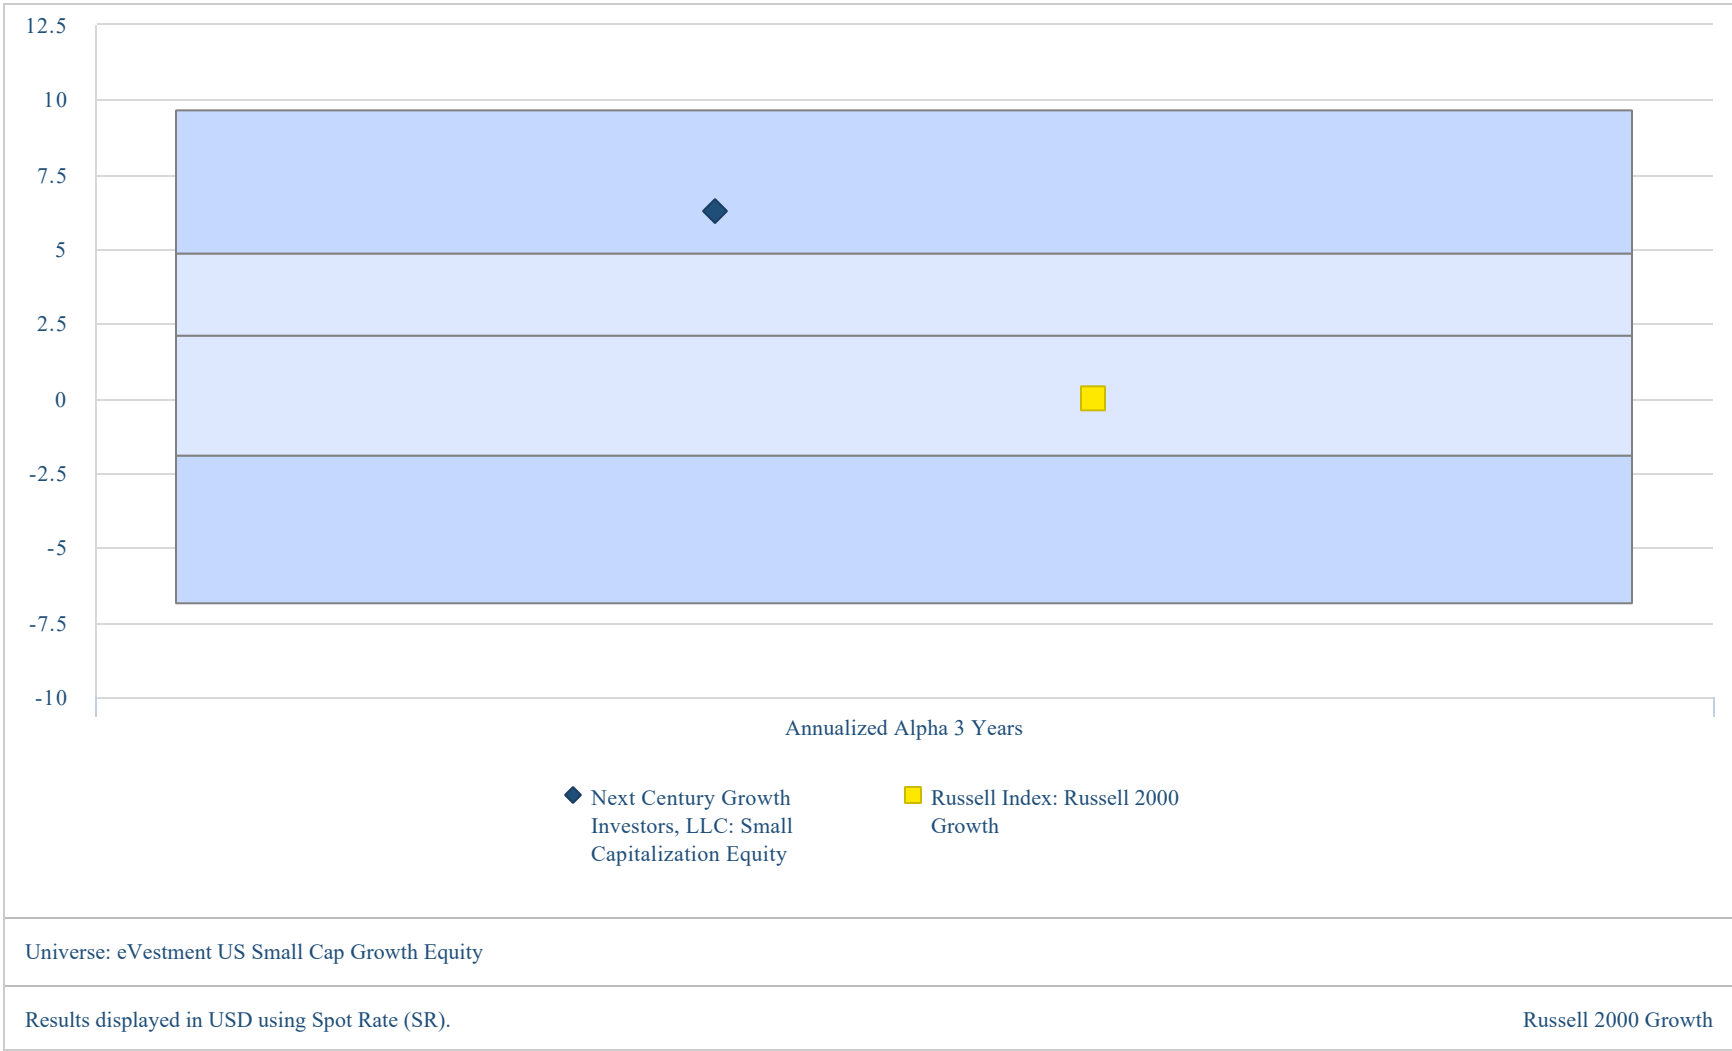 12.5
10
7.5
5
2.5
0
-2.5
-5
-7.5
-10
Annualized Alpha 3 Years
Next Century Growth
Investors, LLC: Small
Capitalization Equity
Russell Index: Russell 2000
Growth
Universe: eVestment US Small Cap Growth Equity
Results displayed in USD using Spot Rate (SR).
Russell 2000 Growth